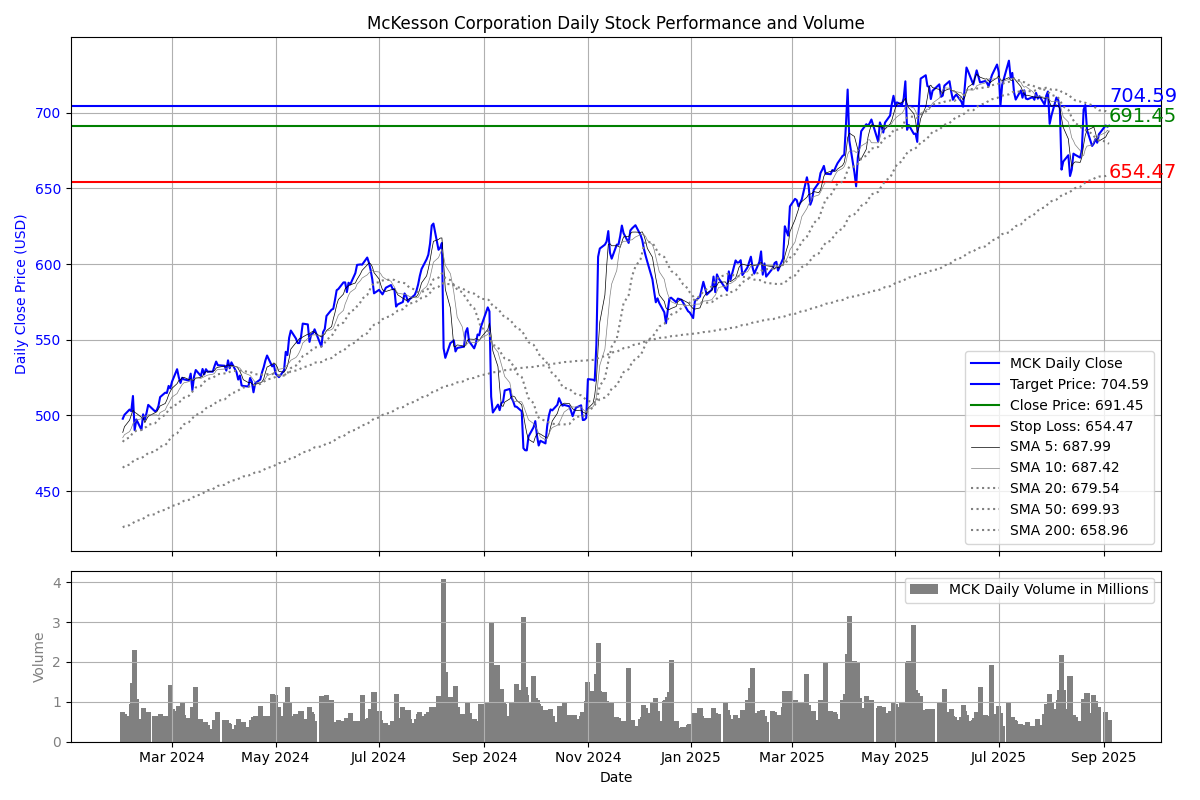 McKesson Corporation Daily Stock Performance and Volume
Daily Close Price (USD)
700
650
600
550
500
450
704.59
691.45
654.47
MCK Daily Close
Target Price: 704.59
Close Price: 691.45
Stop Loss: 654.47
SMA 5: 687.99
SMA 10: 687.42
SMA 20: 679.54
SMA 50: 699.93
SMA 200: 658.96
Volume
4
3
2
1
0
MCK Daily Volume in Millions
Mar 2024 May 2024 Jul 2024 Sep 2024 Nov 2024 Jan 2025 Mar 2025 May 2025 Jul 2025 Sep 2025
Date